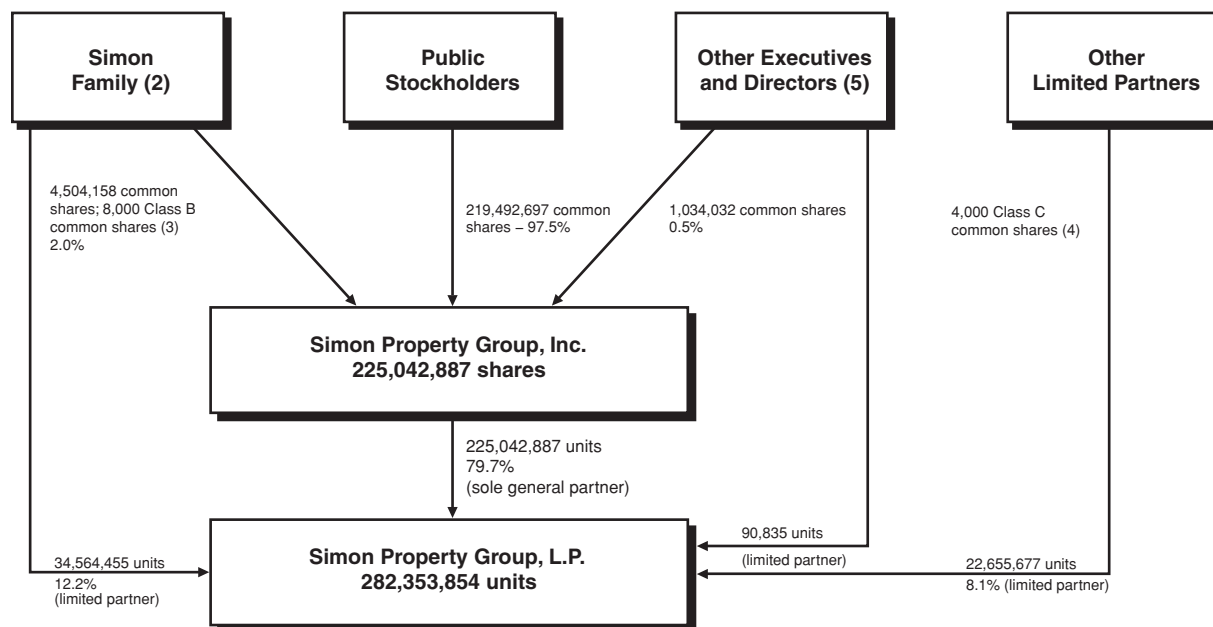 Simon
Family (2)
Public
Stockholders
Other Executives
and Directors (5)
Other
Limited Partners
4,504,158 common
shares; 8,000 Class B
common shares (3)
2.0%
219,492,697 common
shares – 97.5%
1,034,032 common shares
0.5%
4,000 Class C
common shares (4)
Simon Property Group, Inc.
225,042,887 shares
225,042,887 units
79.7%
(sole general partner)
Simon Property Group, L.P.
282,353,854 units
34,564,455 units
12.2%
(limited partner)
90,835 units
(limited partner)
22,655,677 units
8.1% (limited partner)